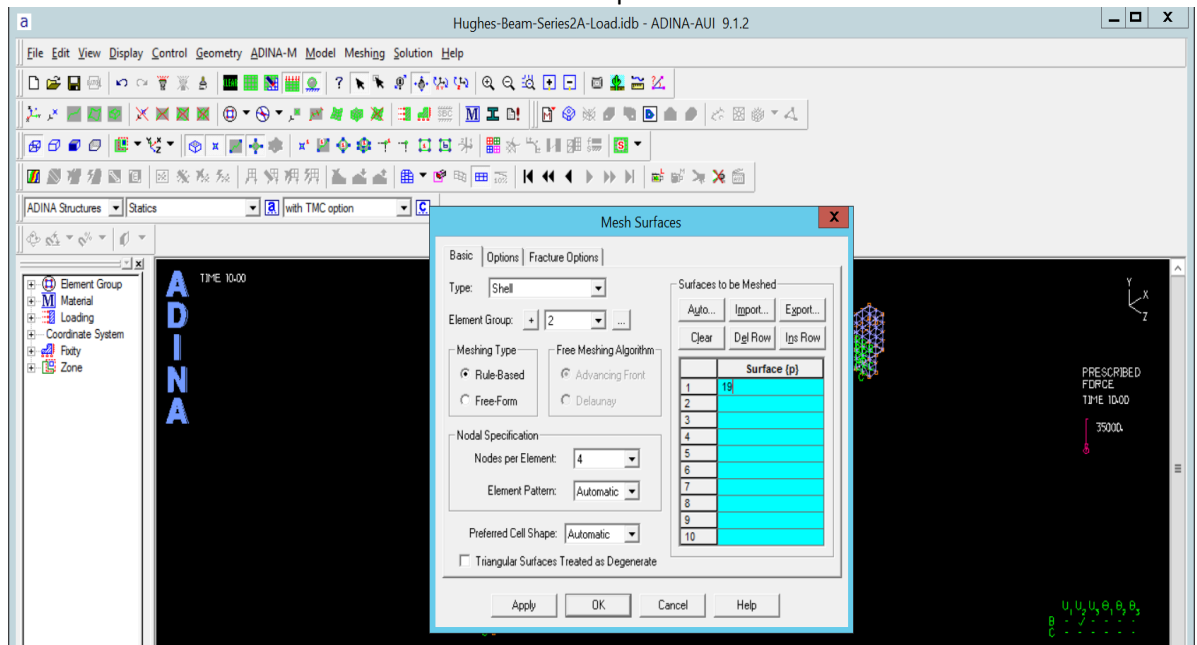 a Hughes-Beam-Series2A-Load.idb - ADINA-AUI 9.1.2 X
File Edit View Display Control Geometry ADINA-M Model Meshing Solution Help
ADINA Structures Statics a with TMC option C
Mesh Surfaces X
Basic Options Fracture Options
Type: Shell
Element Group: + 2 ...
Meshing Type
Rule-Based
Free-Form
Free Meshing Algorithm
Advancing Front
Delaunay
Nodal Specification
Nodes per Element: 4
Element Pattern: Automatic
Preferred Cell Shape: Automatic
Triangular Surfaces Treated as Degenerate
Surfaces to be Meshed
Auto... Import... Export...
Clear Del Row Ins Row
Surface {p}
1 19
2
3
4
5
6
7
8
9
10
Apply OK Cancel Help
Element Group
Material
Loading
Coordinate System
Fixity
Zone
ADINA
TIME 10.00
Y
X
Z
PRESCRIBED
FORCE
TIME 10.00
35000.
U₁ U₂ U₃ θ₁ θ₂ θ₃
B - ✓ - - - -
C - - - - - -